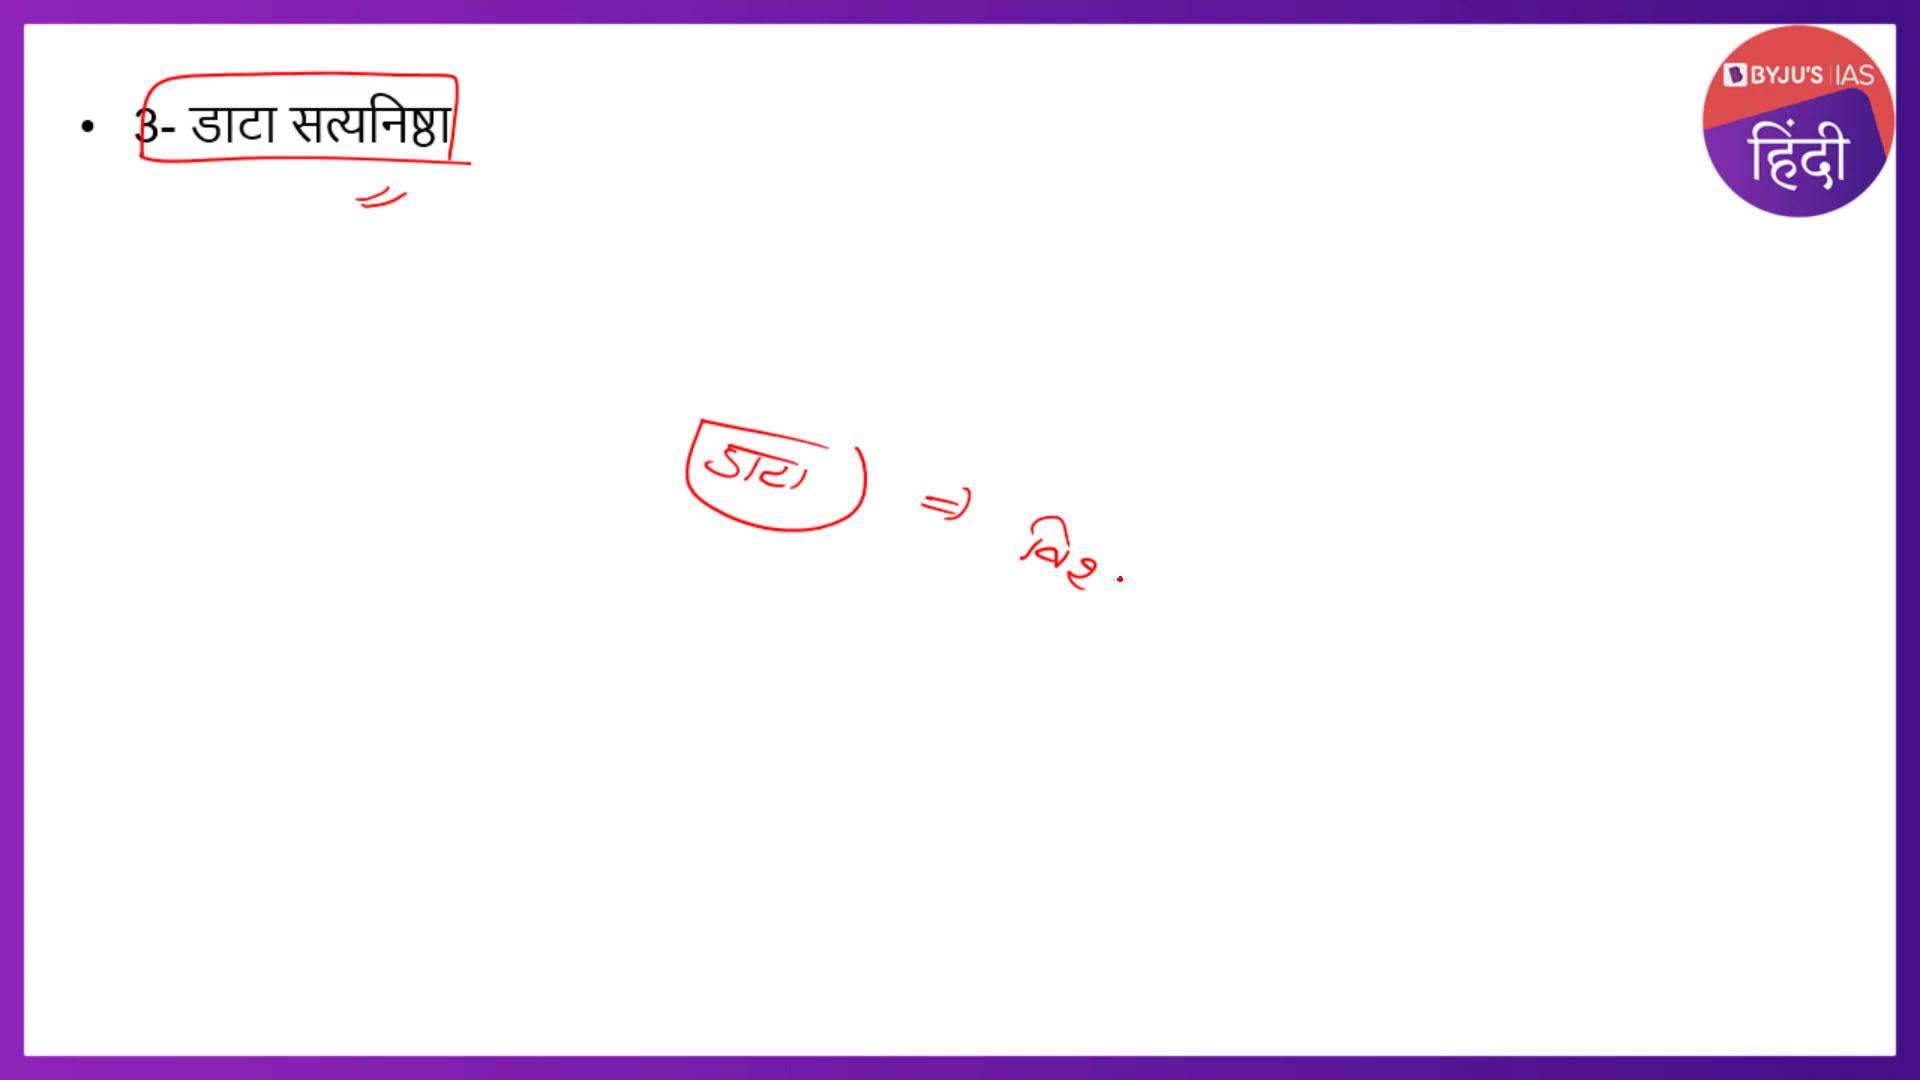 • 3- डाटा सत्यनिष्ठा
BYJU'S IAS
हिंदी
डाटा ⇒